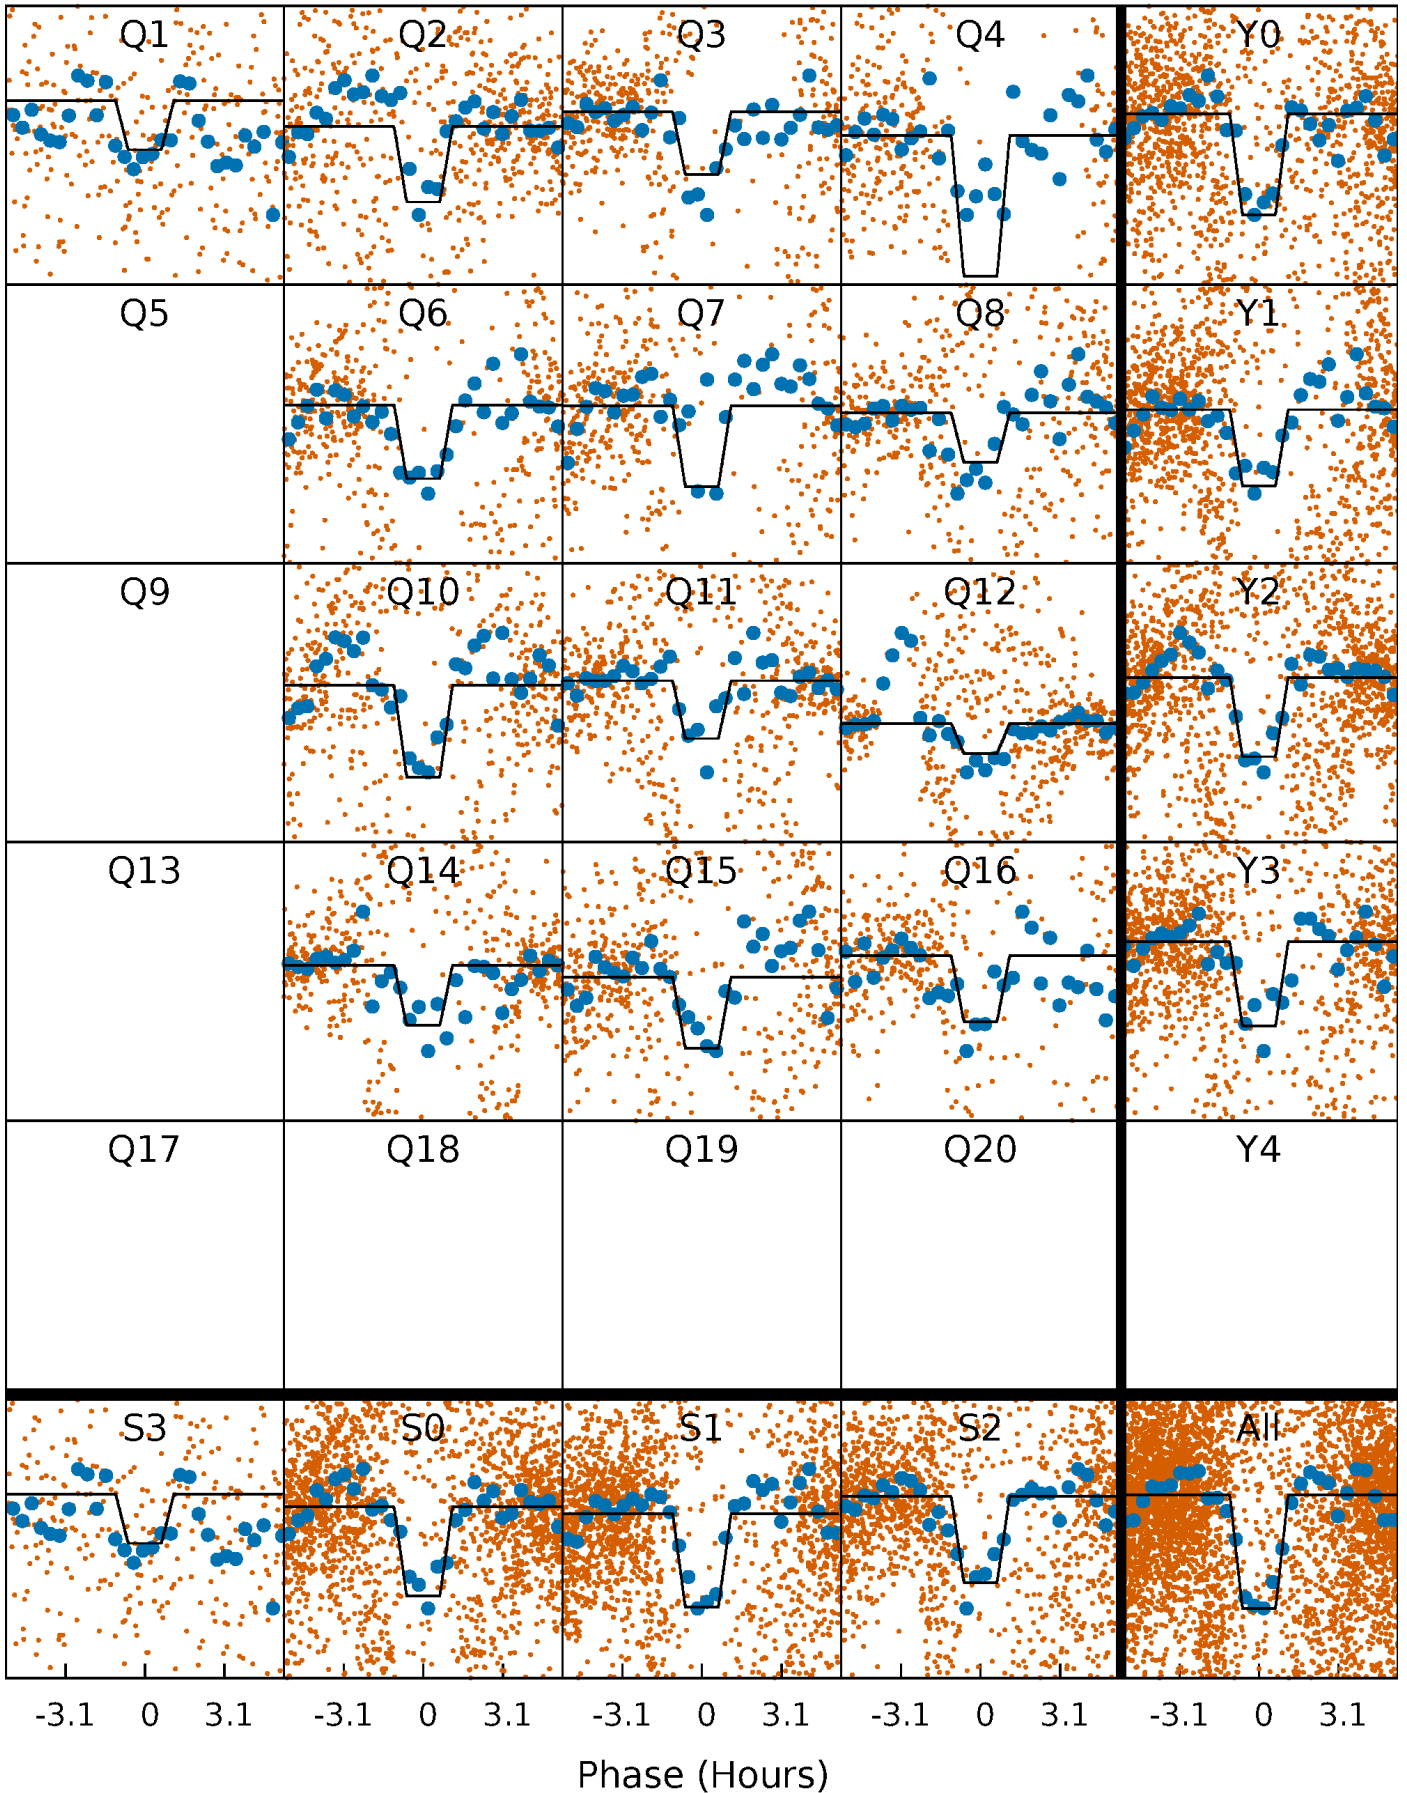 Q1 Q2 Q3 Q4 Y0
Q5 Q6 Q7 Q8 Y1
Q9 Q10 Q11 Q12 Y2
Q13 Q14 Q15 Q16 Y3
Q17 Q18 Q19 Q20 Y4
S3 S0 S1 S2 All
-3.1 0 3.1 -3.1 0 3.1 -3.1 0 3.1 -3.1 0 3.1 -3.1 0 3.1
Phase (Hours)